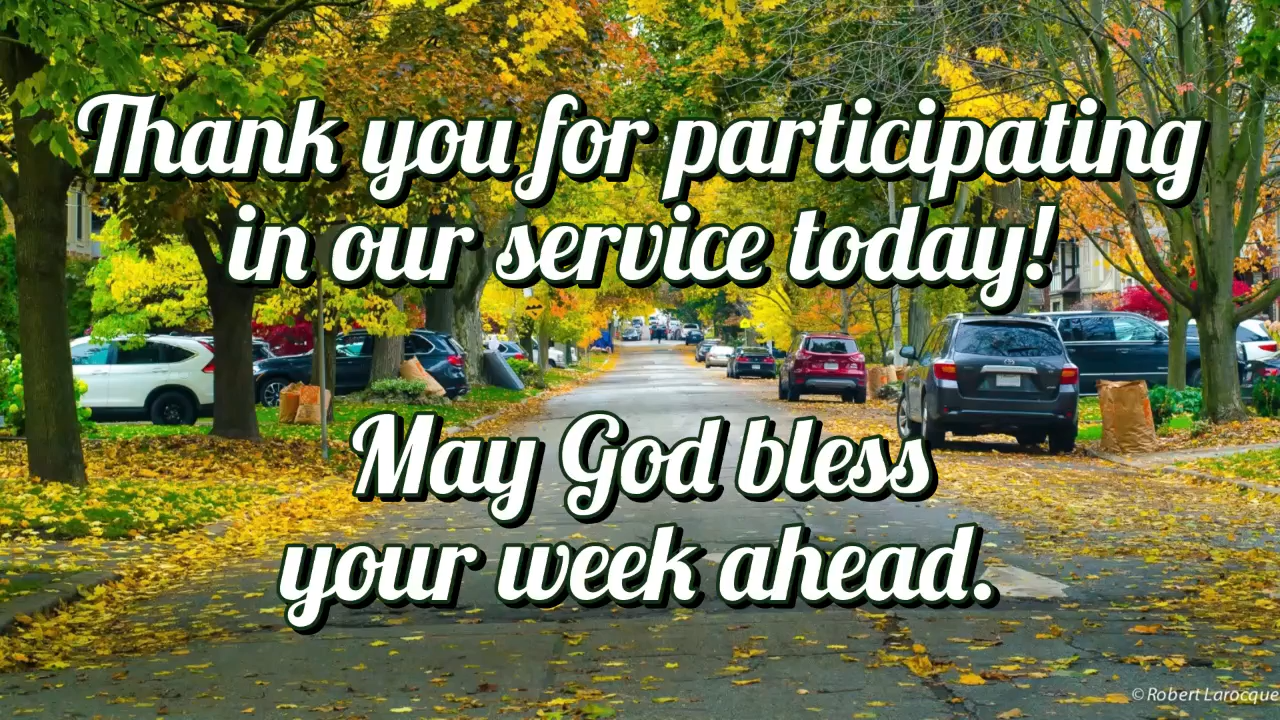 Thank you for participating
in our service today!
May God bless
your week ahead.
© Robert Larocque